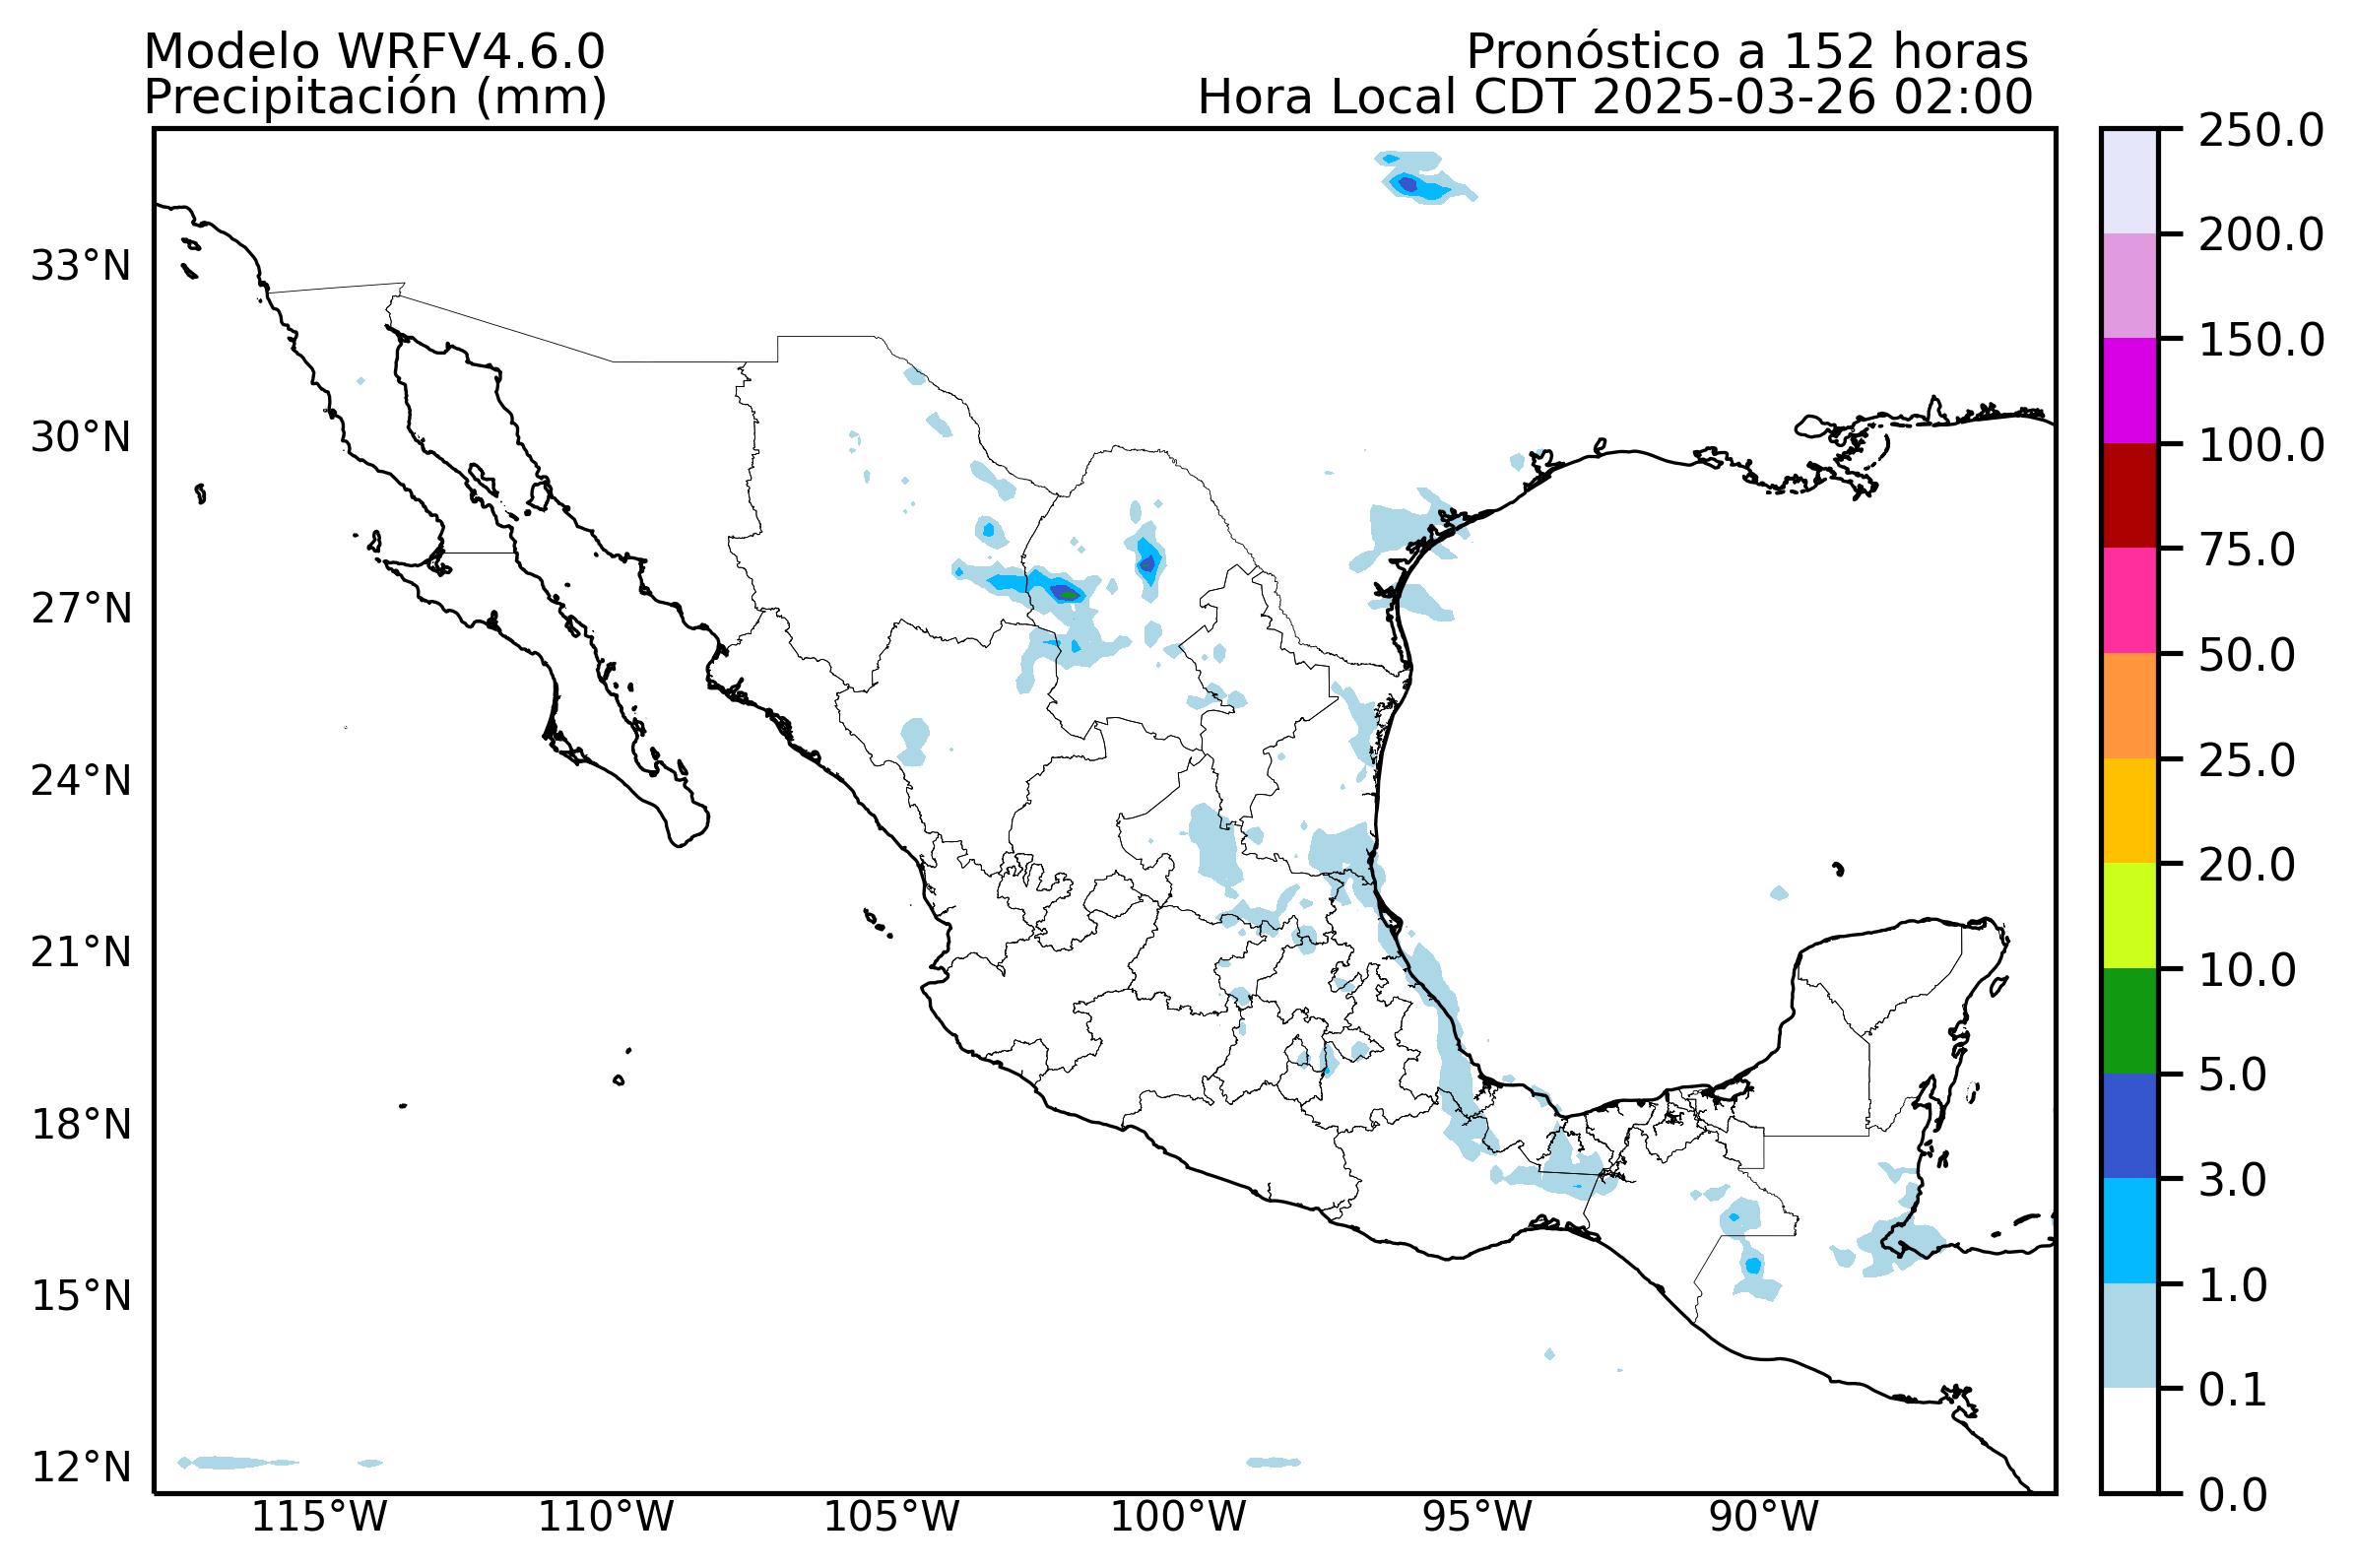 Modelo WRFV4.6.0
Precipitación (mm)
Pronóstico a 152 horas
Hora Local CDT 2025-03-26 02:00
33°N
30°N
27°N
24°N
21°N
18°N
15°N
12°N
115°W
110°W
105°W
100°W
95°W
90°W
250.0
200.0
150.0
100.0
75.0
50.0
25.0
20.0
10.0
5.0
3.0
1.0
0.1
0.0